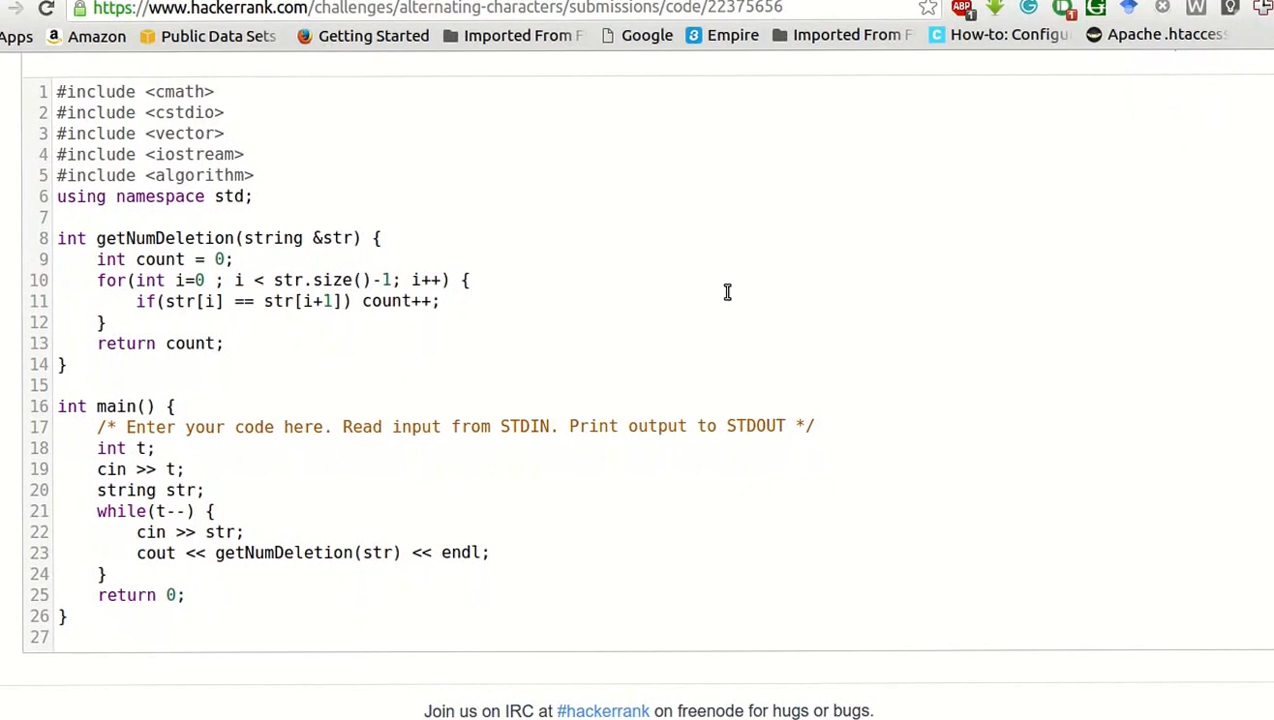 https://www.hackerrank.com/challenges/alternating-characters/submissions/code/22375656
Apps Amazon Public Data Sets Getting Started Imported From F Google Empire Imported From F How-to: Configu Apache .htacces
1 #include <cmath>
2 #include <cstdio>
3 #include <vector>
4 #include <iostream>
5 #include <algorithm>
6 using namespace std;
7
8 int getNumDeletion(string &str) {
9     int count = 0;
10     for(int i=0 ; i < str.size()-1; i++) {
11         if(str[i] == str[i+1]) count++;
12     }
13     return count;
14 }
15
16 int main() {
17     /* Enter your code here. Read input from STDIN. Print output to STDOUT */
18     int t;
19     cin >> t;
20     string str;
21     while(t--) {
22         cin >> str;
23         cout << getNumDeletion(str) << endl;
24     }
25     return 0;
26 }
27
Join us on IRC at #hackerrank on freenode for hugs or bugs.